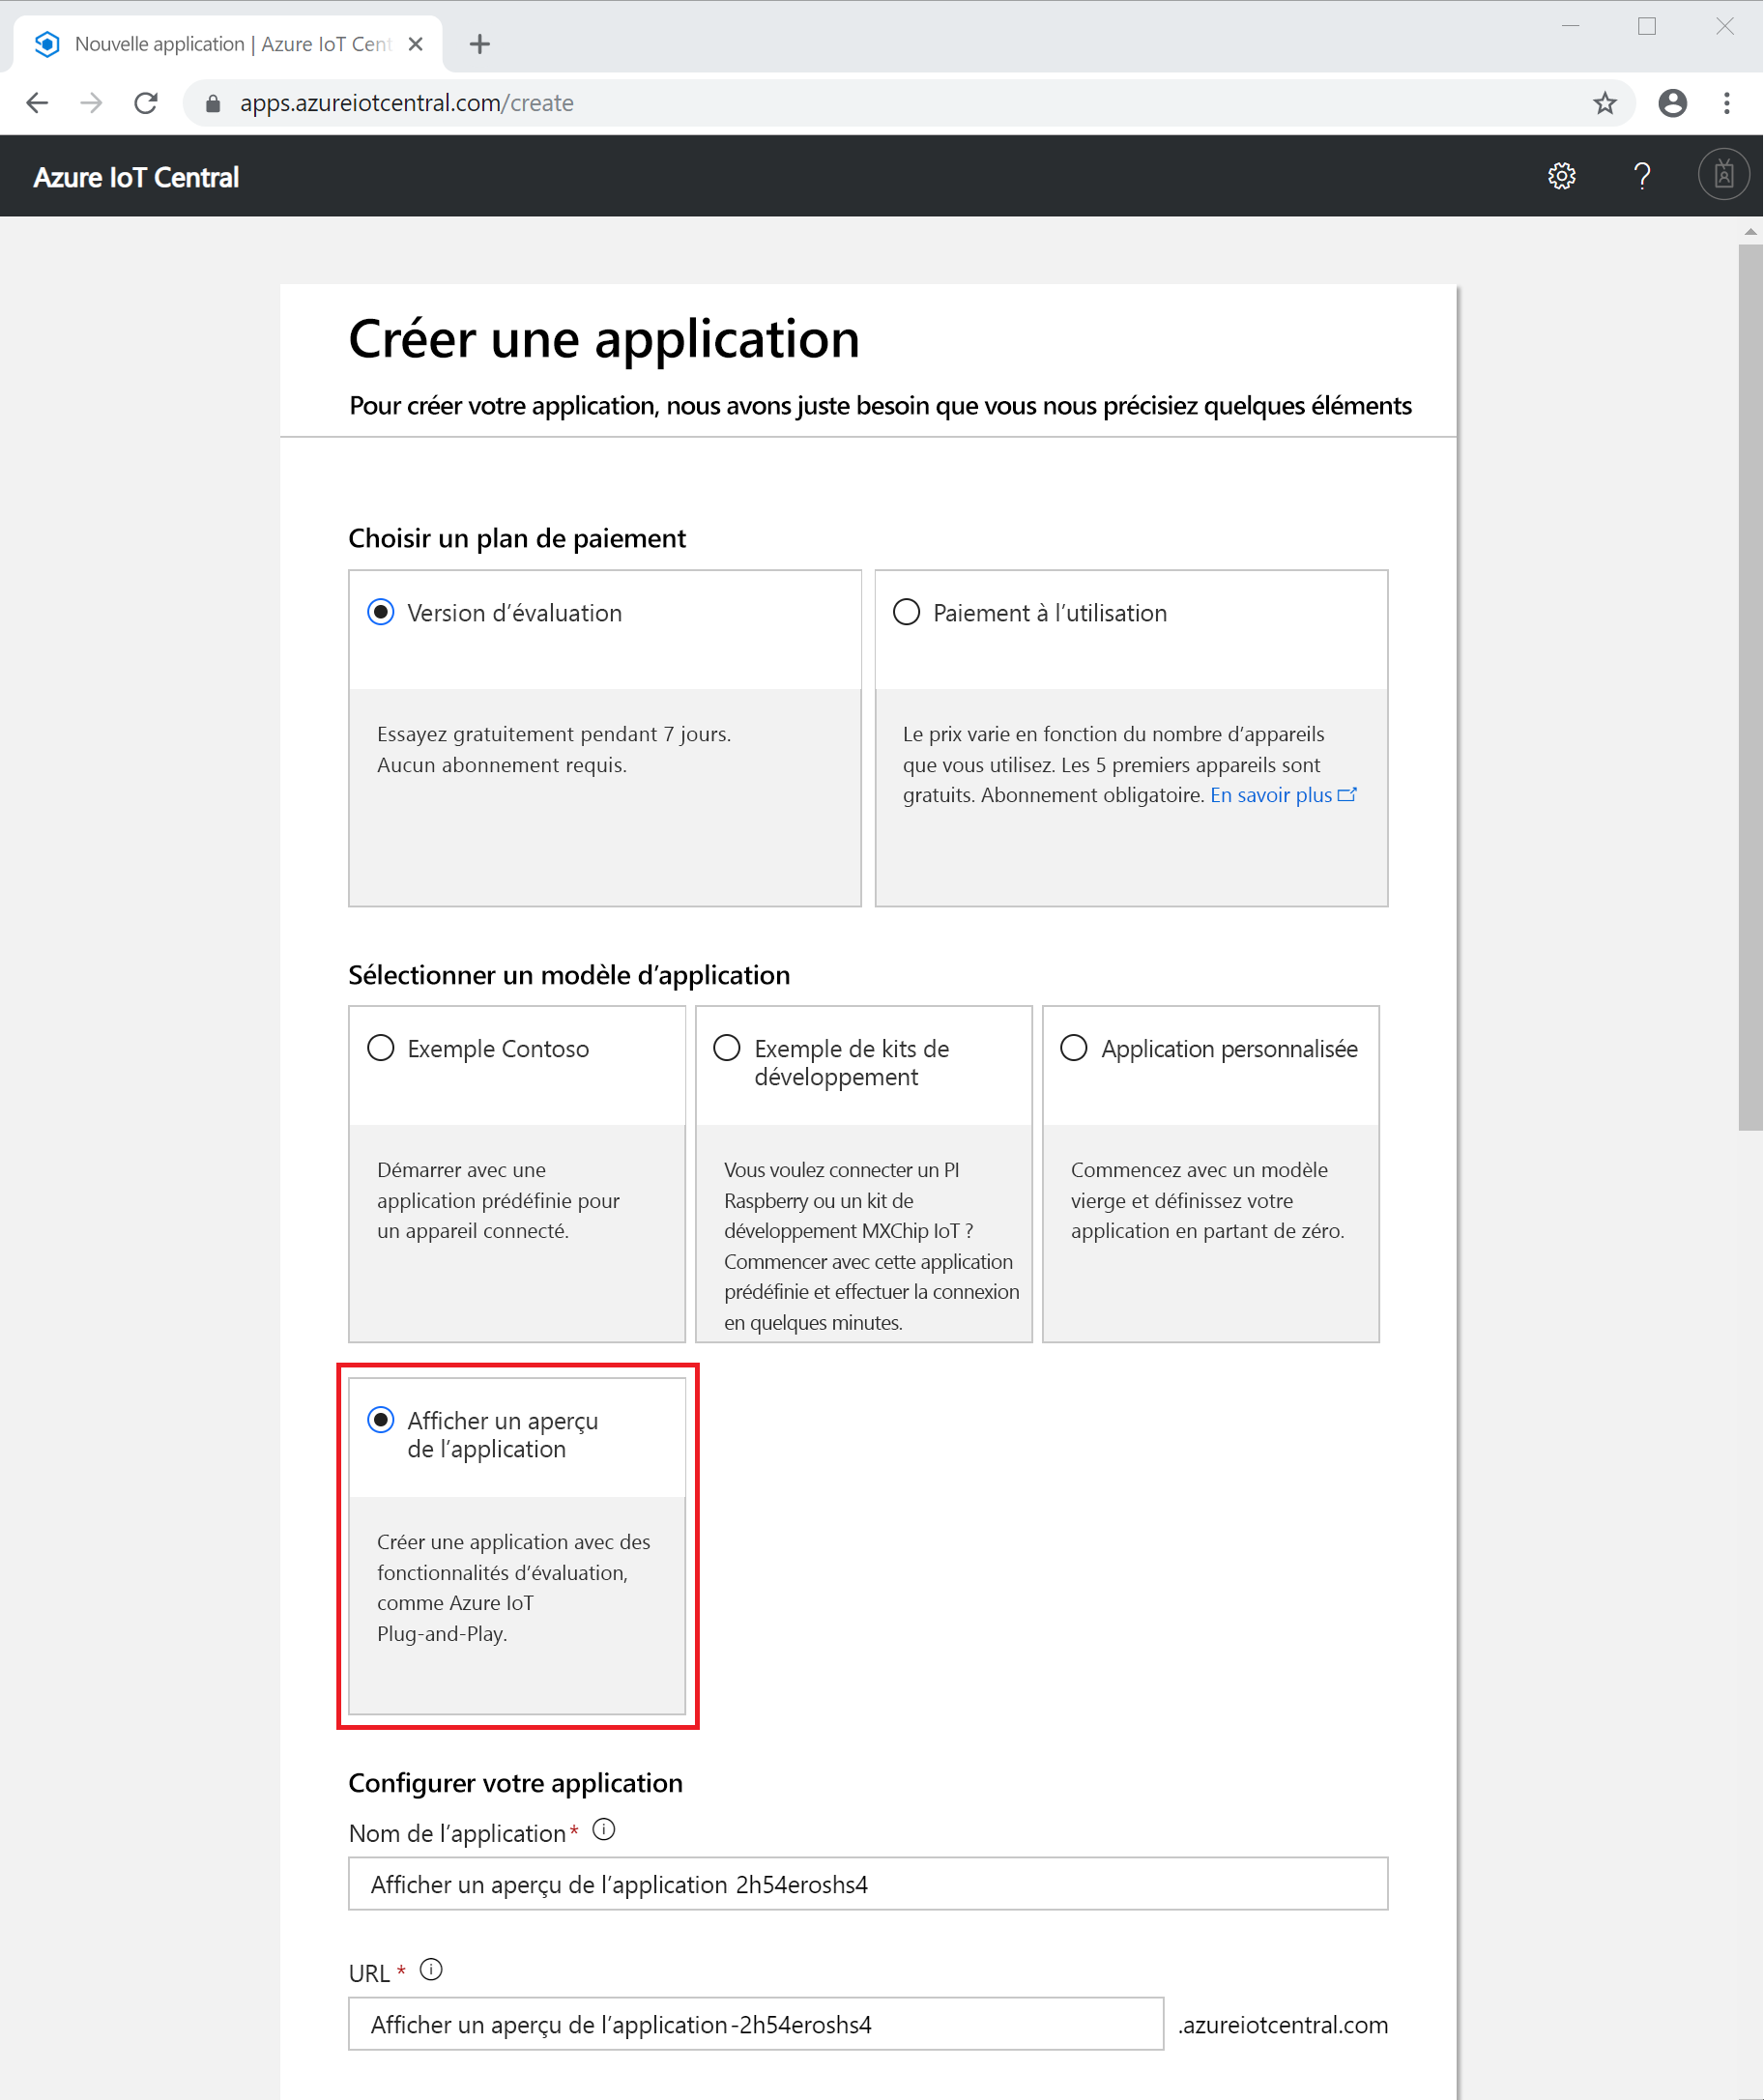 Nouvelle application | Azure IoT Cent
apps.azureiotcentral.com/create
Azure IoT Central
Créer une application
Pour créer votre application, nous avons juste besoin que vous nous précisiez quelques éléments
Choisir un plan de paiement
Version d’évaluation
Essayez gratuitement pendant 7 jours.
Aucun abonnement requis.
Paiement à l’utilisation
Le prix varie en fonction du nombre d’appareils
que vous utilisez. Les 5 premiers appareils sont
gratuits. Abonnement obligatoire. En savoir plus
Sélectionner un modèle d’application
Exemple Contoso
Démarrer avec une
application prédéfinie pour
un appareil connecté.
Exemple de kits de
développement
Vous voulez connecter un PI
Raspberry ou un kit de
développement MXChip IoT ?
Commencer avec cette application
prédéfinie et effectuer la connexion
en quelques minutes.
Application personnalisée
Commencez avec un modèle
vierge et définissez votre
application en partant de zéro.
Afficher un aperçu
de l’application
Créer une application avec des
fonctionnalités d’évaluation,
comme Azure IoT
Plug-and-Play.
Configurer votre application
Nom de l’application*
Afficher un aperçu de l’application 2h54eroshs4
URL *
Afficher un aperçu de l’application-2h54eroshs4
.azureiotcentral.com